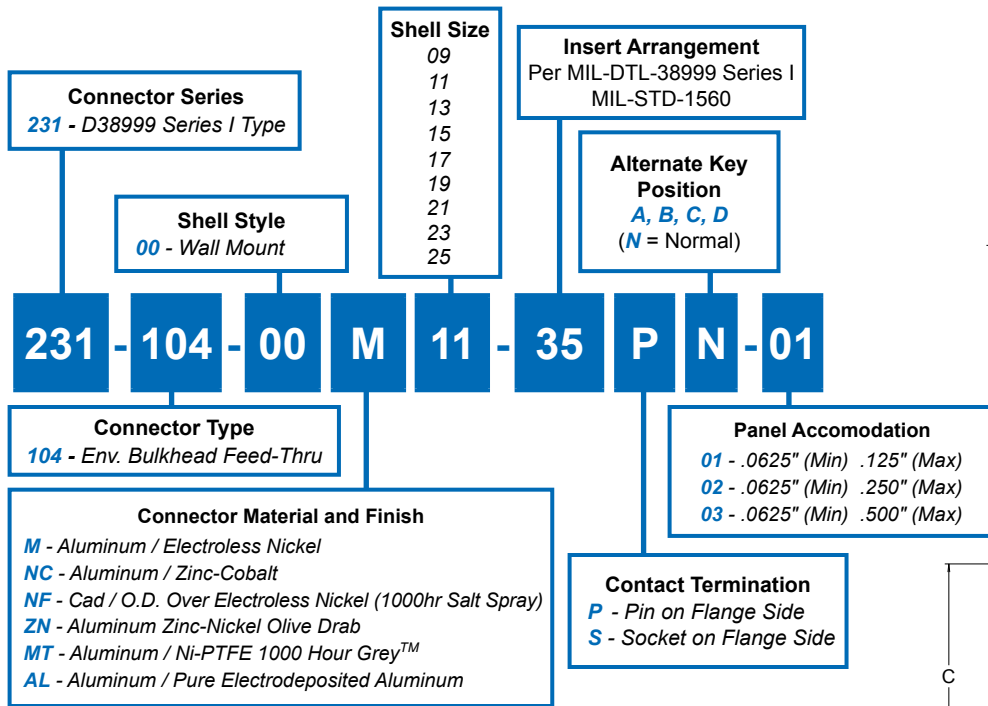 Connector Series
231 - D38999 Series I Type
Shell Style
00 - Wall Mount
Shell Size
09
11
13
15
17
19
21
23
25
Insert Arrangement
Per MIL-DTL-38999 Series I
MIL-STD-1560
Alternate Key
Position
A, B, C, D
(N = Normal)
231 - 104 - 00 M 11 - 35 P N - 01
Connector Type
104 - Env. Bulkhead Feed-Thru
Connector Material and Finish
M - Aluminum / Electroless Nickel
NC - Aluminum / Zinc-Cobalt
NF - Cad / O.D. Over Electroless Nickel (1000hr Salt Spray)
ZN - Aluminum Zinc-Nickel Olive Drab
MT - Aluminum / Ni-PTFE 1000 Hour Grey™
AL - Aluminum / Pure Electrodeposited Aluminum
Contact Termination
P - Pin on Flange Side
S - Socket on Flange Side
Panel Accomodation
01 - .0625" (Min) .125" (Max)
02 - .0625" (Min) .250" (Max)
03 - .0625" (Min) .500" (Max)
C